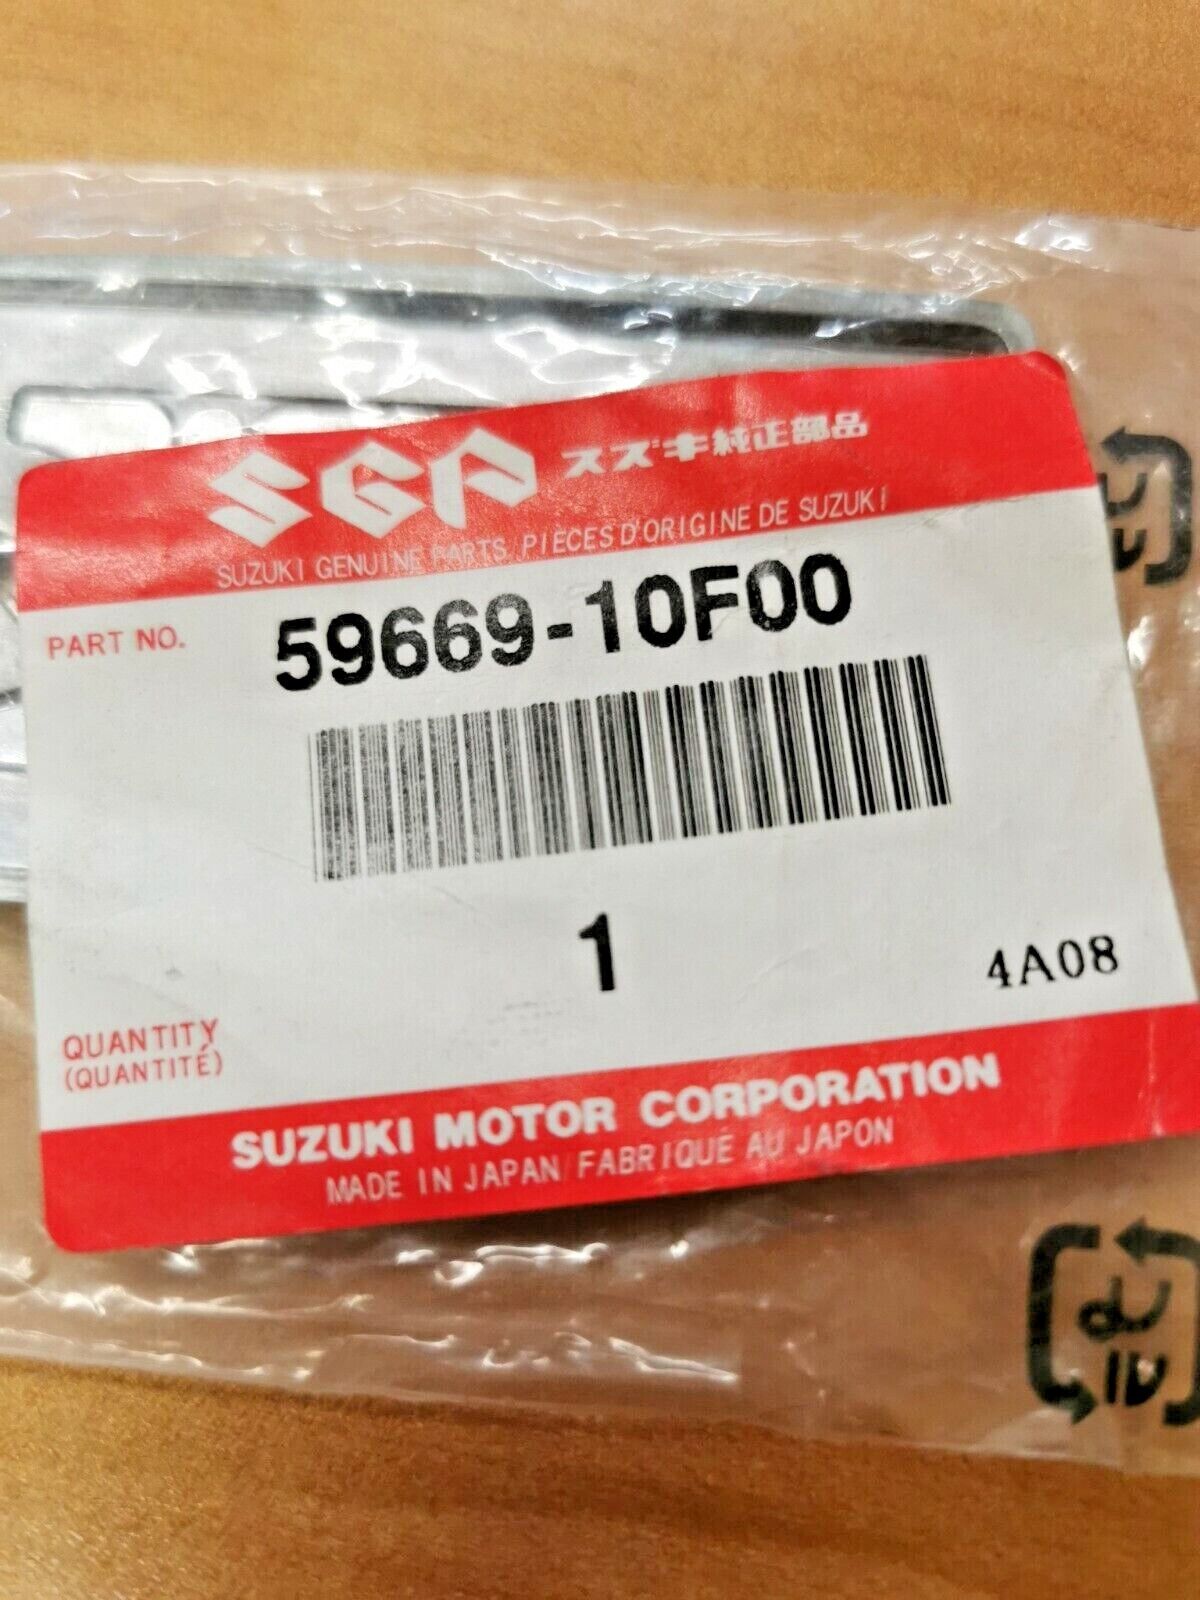 SGP スズキ純正部品
SUZUKI GENUINE PARTS PIECES D'ORIGINE DE SUZUKI
PART NO. 59669-10F00
1
4A08
QUANTITY
(QUANTITÉ)
SUZUKI MOTOR CORPORATION
MADE IN JAPAN/FABRIQUÉ AU JAPON